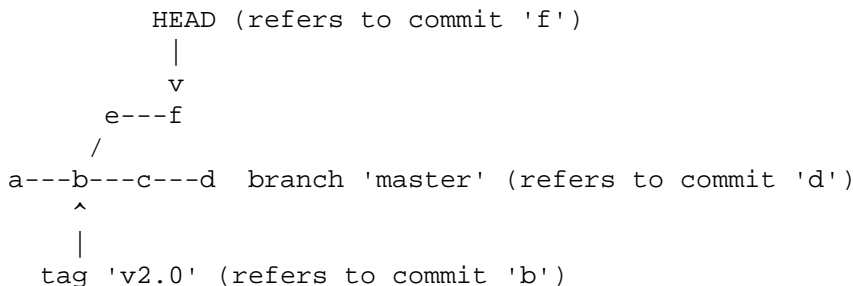 HEAD (refers to commit 'f')
|
v
e---f
/
a---b---c---d branch 'master' (refers to commit 'd')
^
|
tag 'v2.0' (refers to commit 'b')